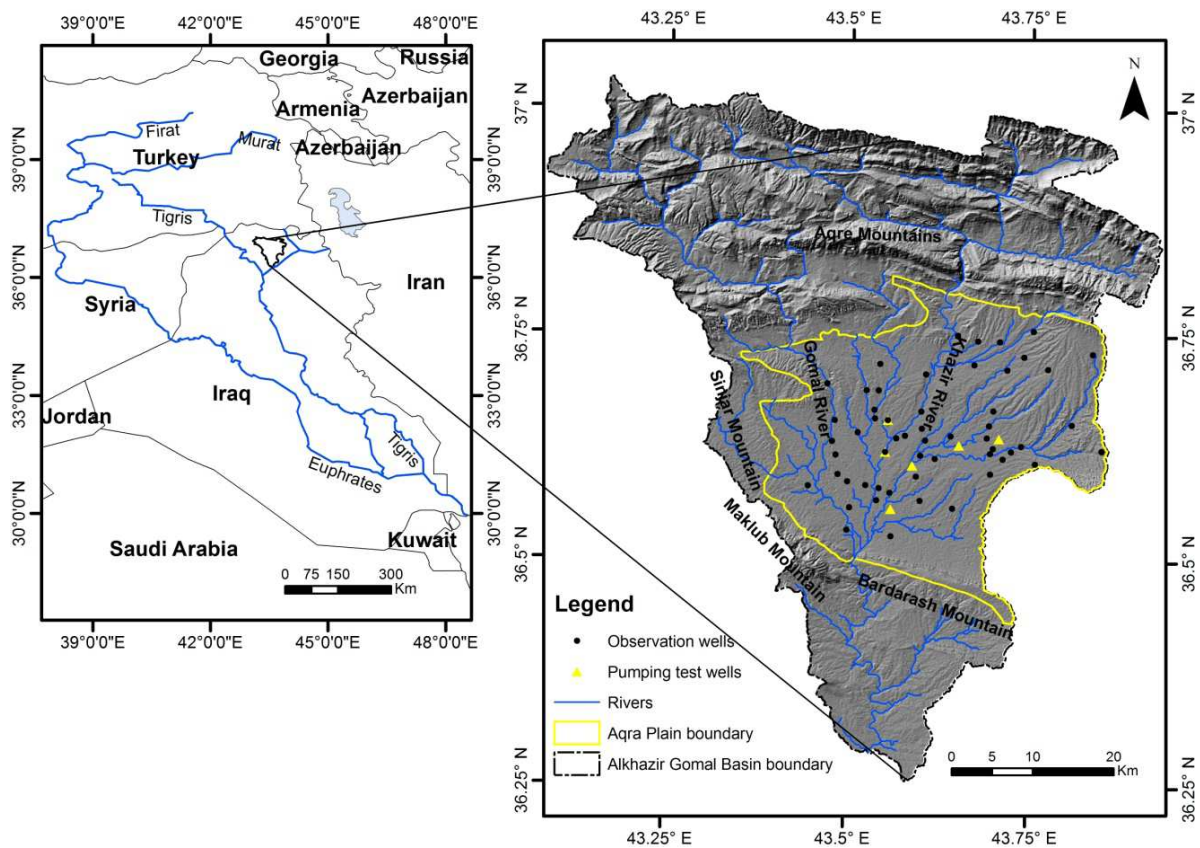 39°0'0"E 42°0'0"E 45°0'0"E 48°0'0"E
39°0'0"N
36°0'0"N
33°0'0"N
30°0'0"N
Georgia
Russia
Armenia
Azerbaijan
Azerbaijan
Firat
Murat
Turkey
Tigris
Iran
Syria
Iraq
Jordan
Tigris
Euphrates
Kuwait
Saudi Arabia
0 75 150 300
Km
39°0'0"N
36°0'0"N
33°0'0"N
30°0'0"N
39°0'0"E 42°0'0"E 45°0'0"E 48°0'0"E
43.25° E 43.5° E 43.75° E
N
37° N
36.75° N
36.5° N
36.25° N
Aqre Mountains
Gomal River
Khazir River
Sinjar Mountain
Maklub Mountain
Bardarash Mountain
Legend
Observation wells
Pumping test wells
Rivers
Aqra Plain boundary
Alkhazir Gomal Basin boundary
0 5 10 20
Km
37° N
36.75° N
36.5° N
36.25° N
43.25° E 43.5° E 43.75° E